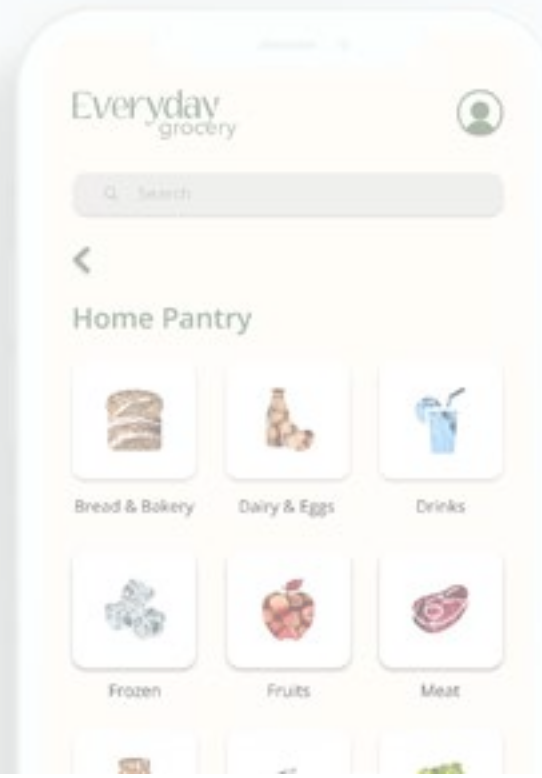 Everyday
grocery
Search
Home Pantry
Bread & Bakery
Dairy & Eggs
Drinks
Frozen
Fruits
Meat